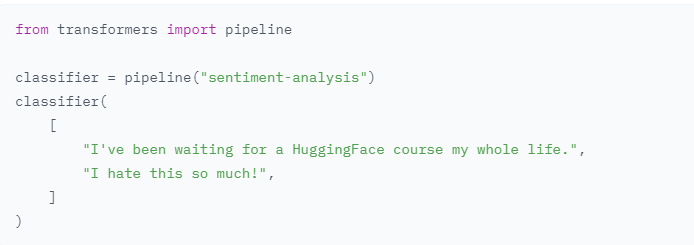 from transformers import pipeline

classifier = pipeline("sentiment-analysis")
classifier(
    [
        "I've been waiting for a HuggingFace course my whole life.",
        "I hate this so much!",
    ]
)